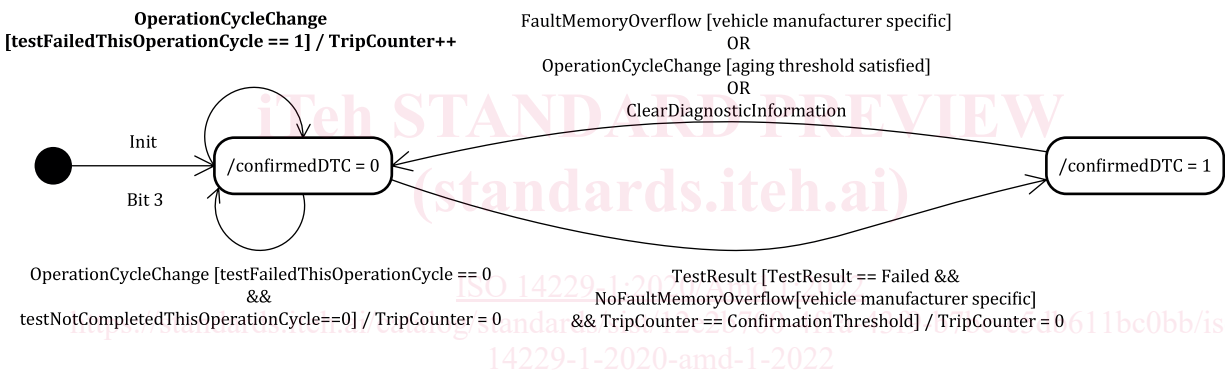 OperationCycleChange
[testFailedThisOperationCycle == 1] / TripCounter++
FaultMemoryOverflow [vehicle manufacturer specific]
OR
OperationCycleChange [aging threshold satisfied]
OR
ClearDiagnosticInformation
iTeh STANDARD PREVIEW
(standards.iteh.ai)
Init
Bit 3
/confirmedDTC = 0
/confirmedDTC = 1
OperationCycleChange [testFailedThisOperationCycle == 0
&&
testNotCompletedThisOperationCycle==0] / TripCounter = 0
TestResult [TestResult == Failed &&
NoFaultMemoryOverflow[vehicle manufacturer specific]
&& TripCounter == ConfirmationThreshold] / TripCounter = 0
ISO 14229-1:2020/Amd 1:2022
14229-1-2020-amd-1-2022